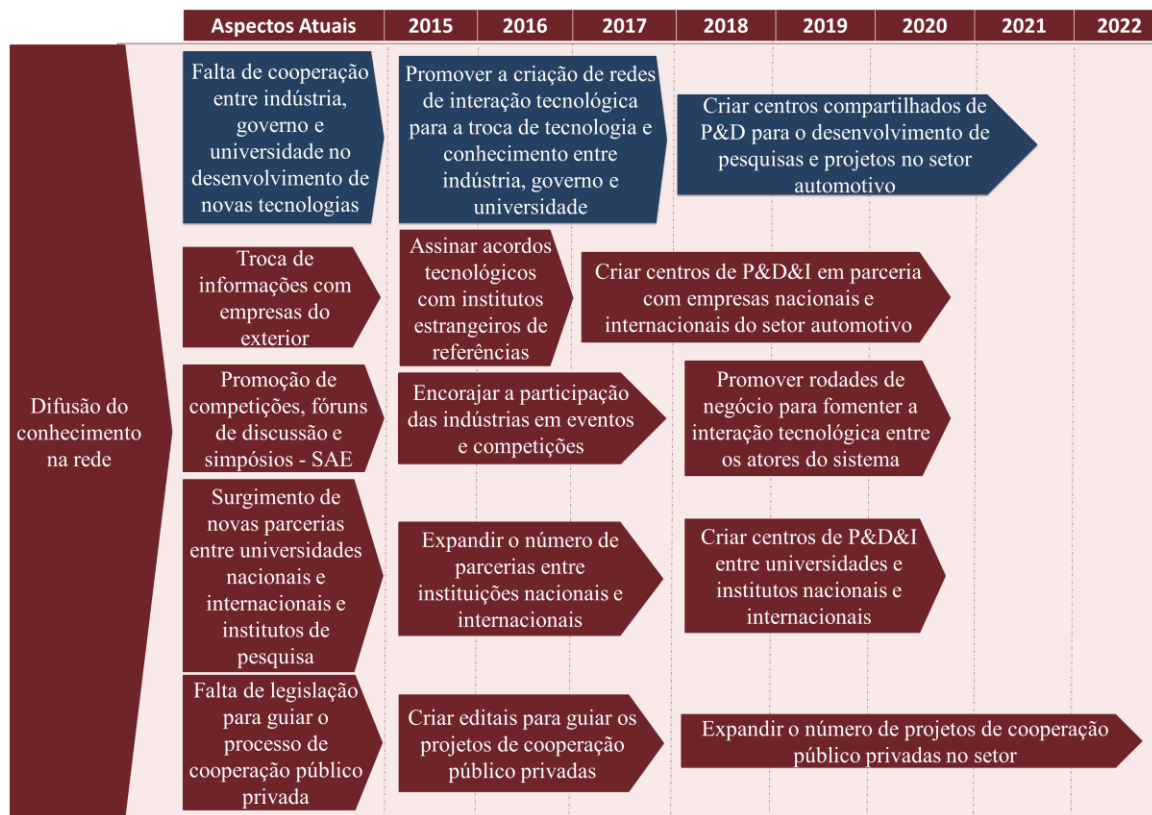 Aspectos Atuais 2015 2016 2017 2018 2019 2020 2021 2022
Difusão do
conhecimento
na rede
Falta de cooperação
entre indústria,
governo e
universidade no
desenvolvimento de
novas tecnologias
Promover a criação de redes
de interação tecnológica
para a troca de tecnologia e
conhecimento entre
indústria, governo e
universidade
Criar centros compartilhados de
P&D para o desenvolvimento de
pesquisas e projetos no setor
automotivo
Troca de
informações com
empresas do
exterior
Assinar acordos
tecnológicos
com institutos
estrangeiros de
referências
Criar centros de P&D&I em parceria
com empresas nacionais e
internacionais do setor automotivo
Promoção de
competições, fóruns
de discussão e
simpósios - SAE
Encorajar a participação
das indústrias em eventos
e competições
Promover rodades de
negócio para fomenter a
interação tecnológica entre
os atores do sistema
Surgimento de
novas parcerias
entre universidades
nacionais e
internacionais e
institutos de
pesquisa
Expandir o número de
parcerias entre
instituições nacionais e
internacionais
Criar centros de P&D&I
entre universidades e
institutos nacionais e
internacionais
Falta de legislação
para guiar o
processo de
cooperação público
privada
Criar editais para guiar os
projetos de cooperação
público privadas
Expandir o número de projetos de cooperação
público privadas no setor